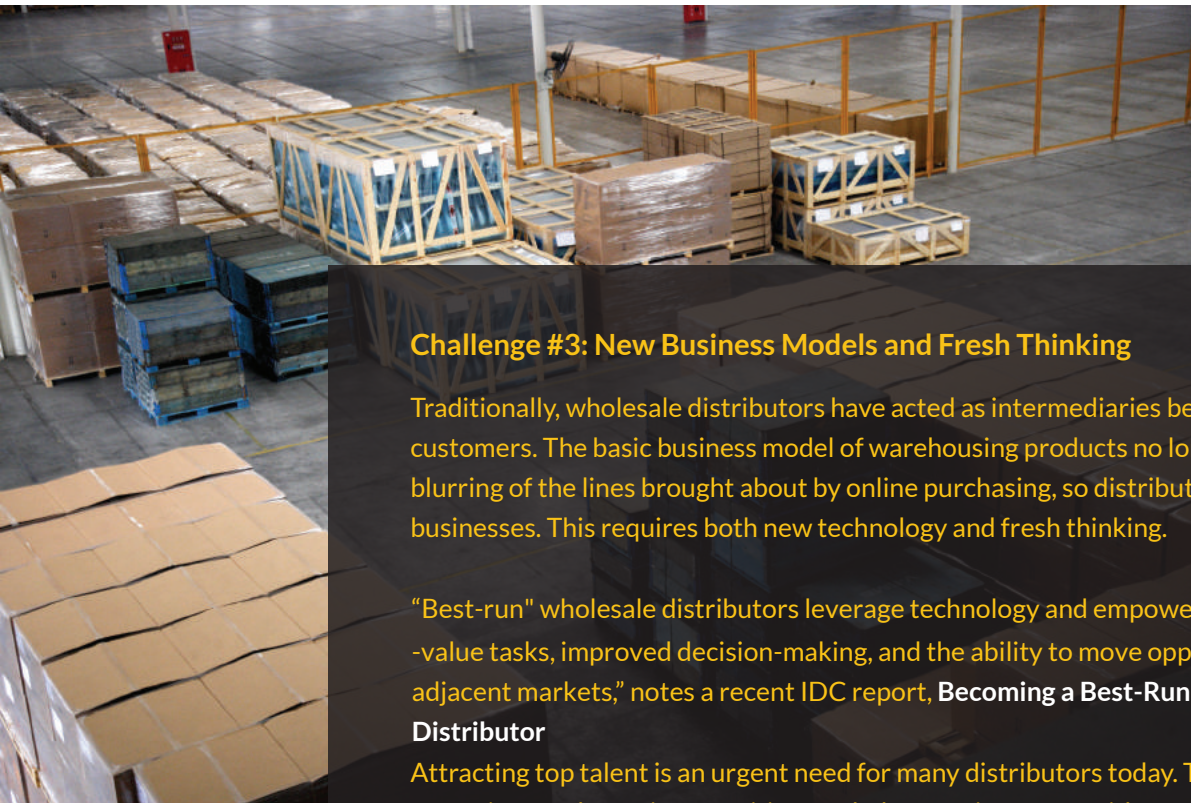 Challenge #3: New Business Models and Fresh Thinking
Traditionally, wholesale distributors have acted as intermediaries be
customers. The basic business model of warehousing products no lo
blurring of the lines brought about by online purchasing, so distribut
businesses. This requires both new technology and fresh thinking.
“Best-run" wholesale distributors leverage technology and empowe
-value tasks, improved decision-making, and the ability to move opp
adjacent markets,” notes a recent IDC report, Becoming a Best-Run
Distributor
Attracting top talent is an urgent need for many distributors today. T